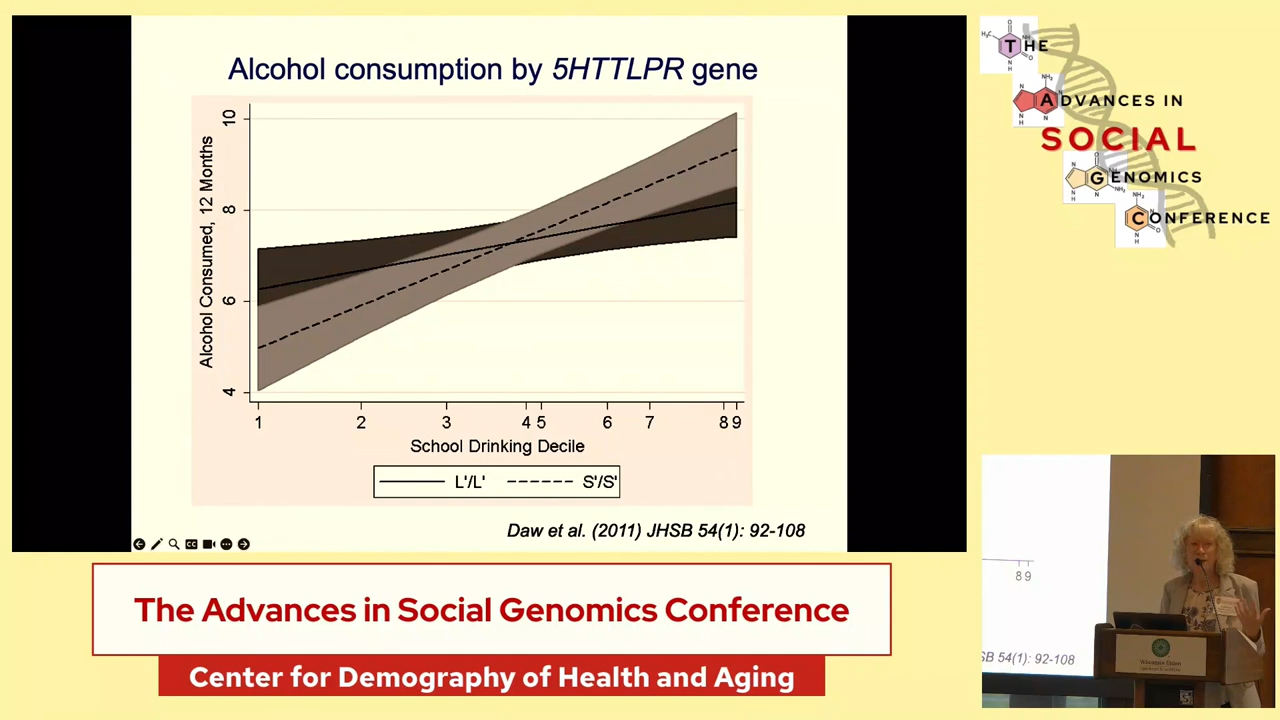 Alcohol consumption by 5HTTLPR gene
Alcohol Consumed, 12 Months
10
8
6
4
1 2 3 4 5 6 7 8 9
School Drinking Decile
L'/L' S'/S'
Daw et al. (2011) JHSB 54(1): 92-108
THE
ADVANCES IN
SOCIAL
GENOMICS
CONFERENCE
The Advances in Social Genomics Conference
Center for Demography of Health and Aging
8 9
SB 54(1): 92-108